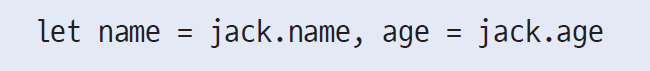 let name = jack.name, age = jack.age